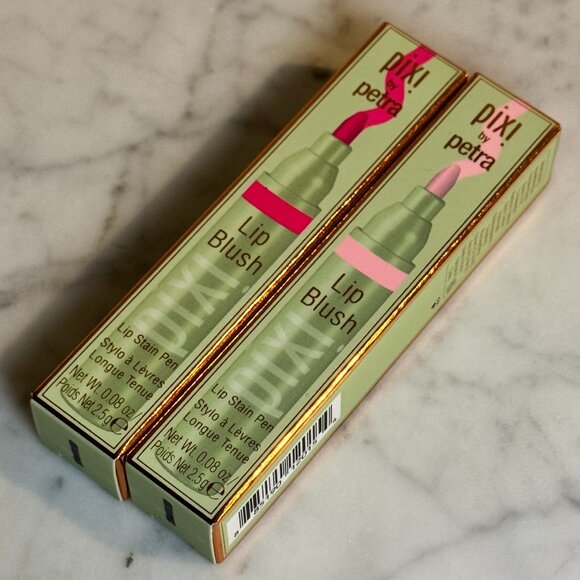 pixi
by
petra
Lip
Blush
PIXI
Lip Stain Pen
Stylo à Lèvres
Longue Tenue
Net Wt. 0.08 oz
Poids Net 2.5g e
pixi
by
petra
Lip
Blush
PIXI
Lip Stain Pen
Stylo à Lèvres
Longue Tenue
Net Wt. 0.08 oz
Poids Net 2.5g e